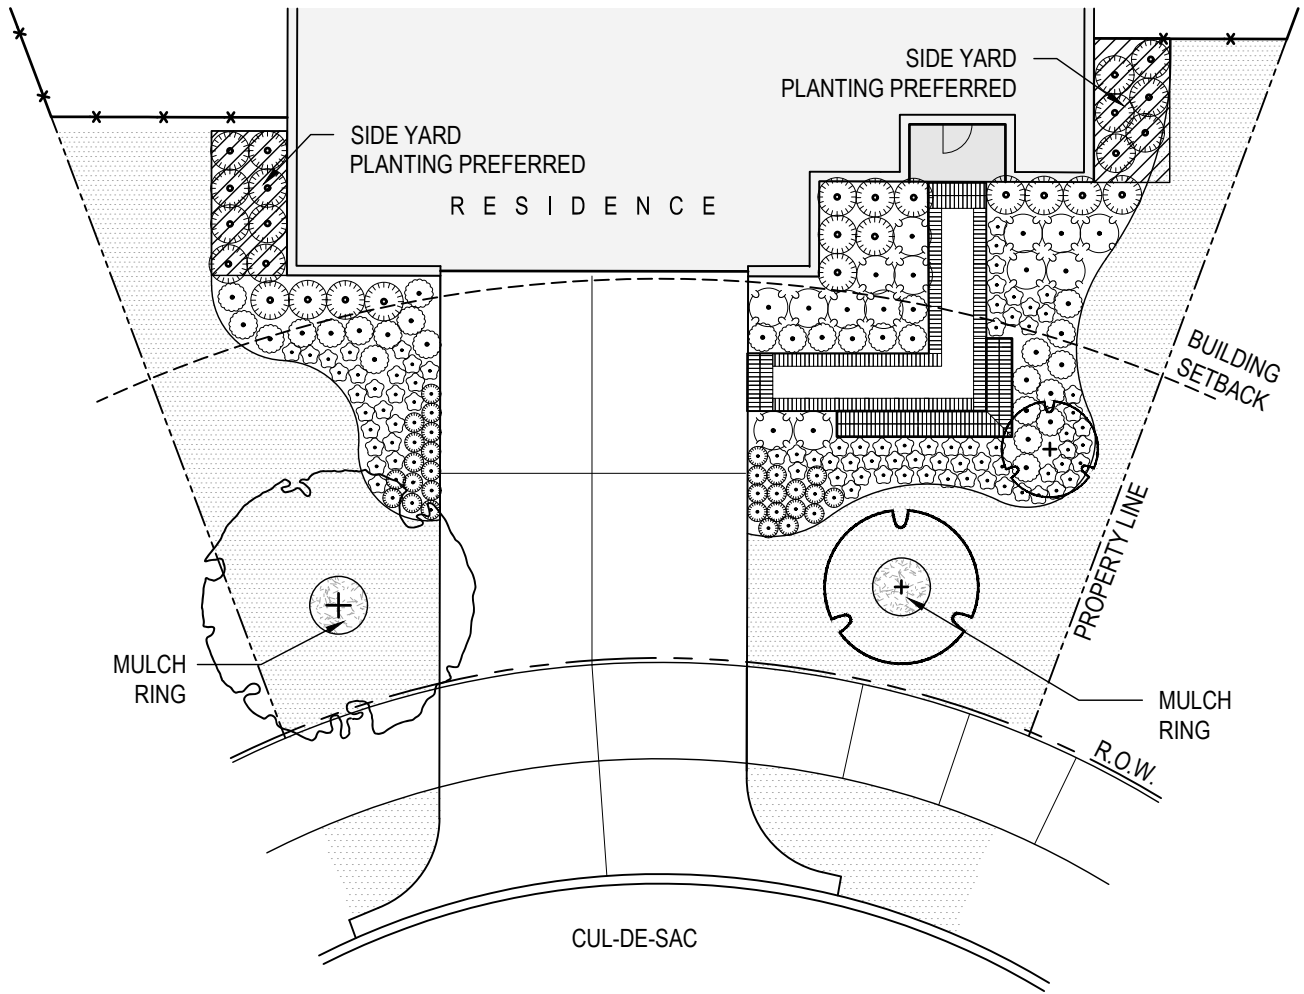 SIDE YARD
PLANTING PREFERRED
SIDE YARD
PLANTING PREFERRED
R E S I D E N C E
BUILDING
SETBACK
PROPERTY LINE
MULCH
RING
MULCH
RING
R.O.W.
CUL-DE-SAC